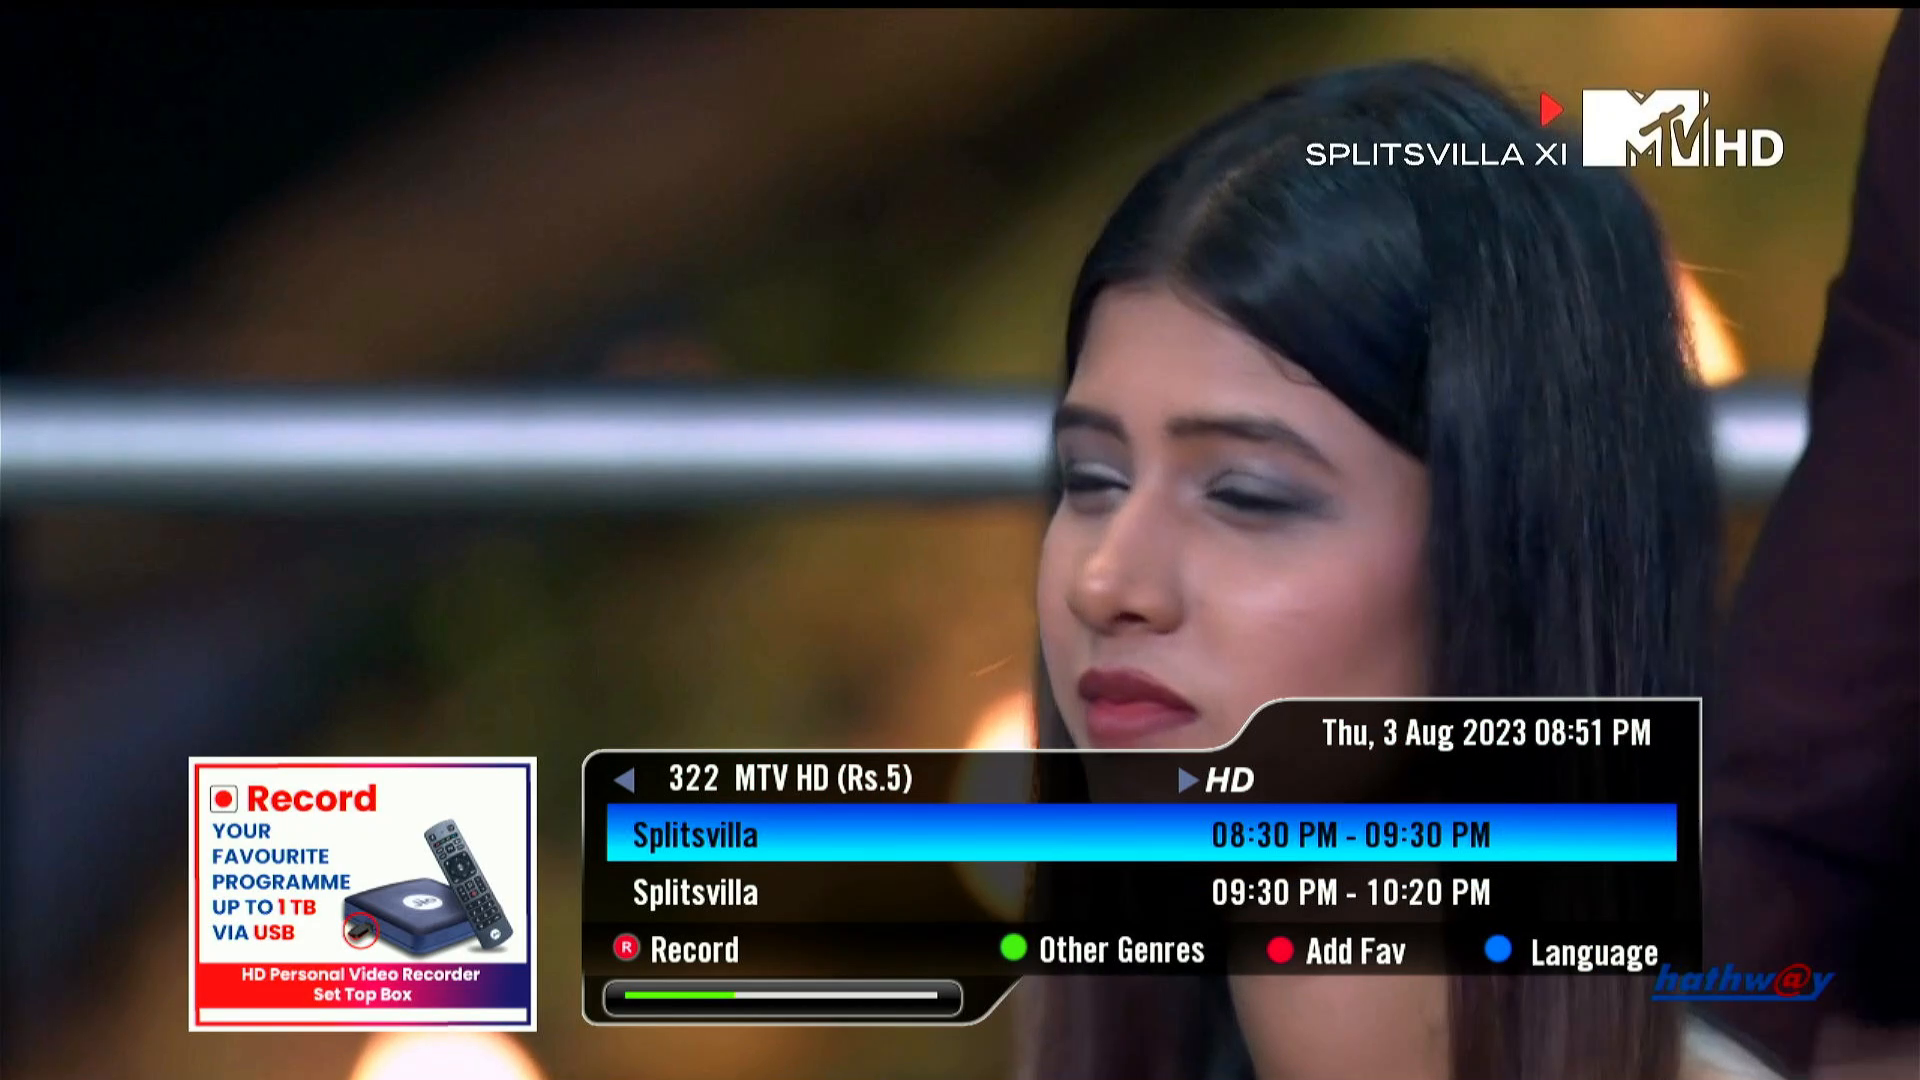 SPLITSVILLA XI
MTV HD
Thu, 3 Aug 2023 08:51 PM
322 MTV HD (Rs.5)
HD
Splitsvilla 08:30 PM - 09:30 PM
Splitsvilla 09:30 PM - 10:20 PM
R Record
Other Genres
Add Fav
Language
hathw@y
Record
YOUR
FAVOURITE
PROGRAMME
UP TO 1 TB
VIA USB
Jio
HD Personal Video Recorder
Set Top Box